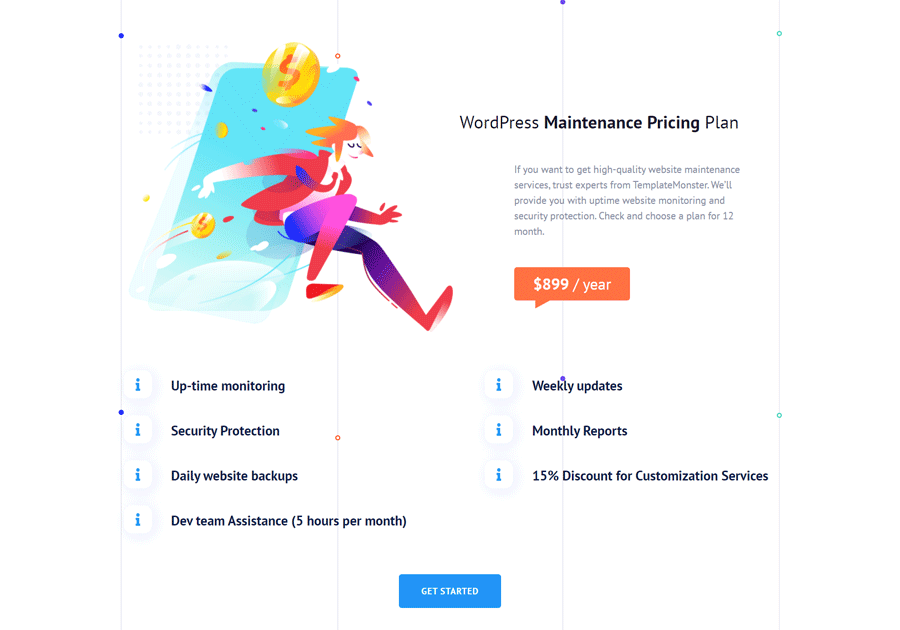 WordPress Maintenance Pricing Plan
If you want to get high-quality website maintenance
services, trust experts from TemplateMonster. We'll
provide you with uptime website monitoring and
security protection. Check and choose a plan for 12
month.
$899 / year
Up-time monitoring
Security Protection
Daily website backups
Dev team Assistance (5 hours per month)
Weekly updates
Monthly Reports
15% Discount for Customization Services
GET STARTED